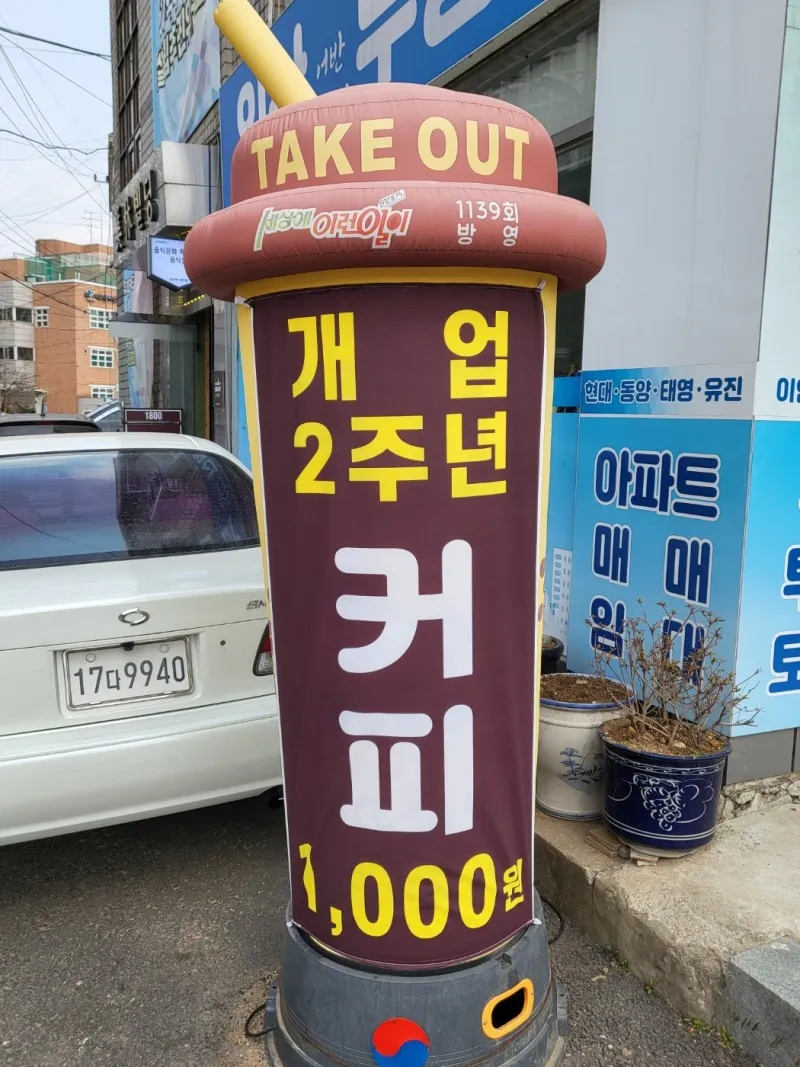 TAKE OUT
세상에 이런일이
1139회
방 영
개 업
2주년
커
피
1,000원
17다9940
1800
현대·동양·태영·유진
아파트
매 매
임 대